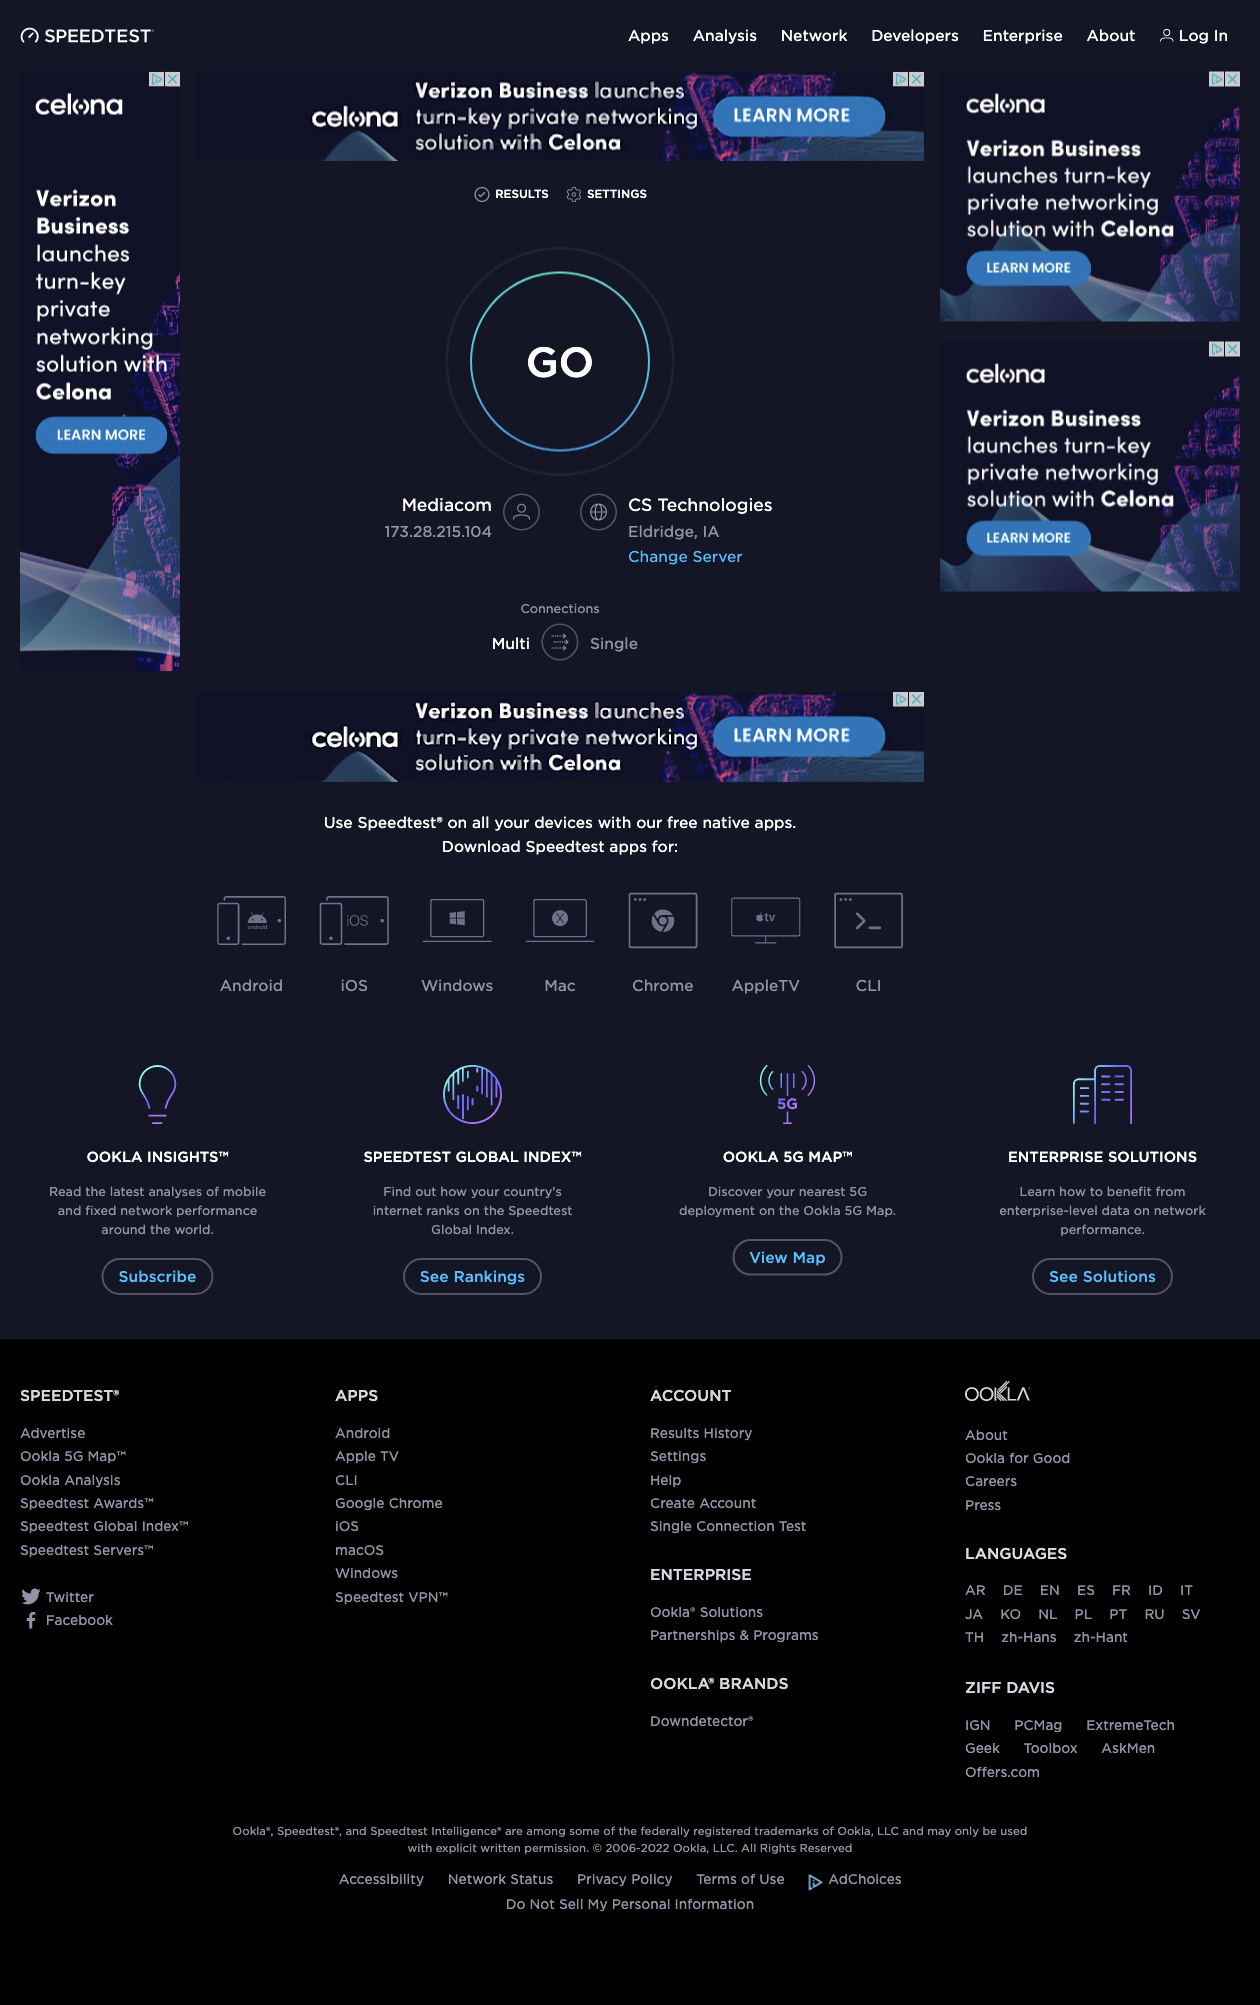 SPEEDTEST
Apps Analysis Network Developers Enterprise About Log In
celona
Verizon
Business
launches
turn-key
private
networking
solution with
Celona
LEARN MORE
celona
Verizon Business launches
turn-key private networking
solution with Celona
LEARN MORE
celona
Verizon Business
launches turn-key
private networking
solution with Celona
LEARN MORE
RESULTS SETTINGS
GO
celona
Verizon Business
launches turn-key
private networking
solution with Celona
LEARN MORE
Mediacom
173.28.215.104
CS Technologies
Eldridge, IA
Change Server
Connections
Multi Single
celona
Verizon Business launches
turn-key private networking
solution with Celona
LEARN MORE
Use Speedtest® on all your devices with our free native apps.
Download Speedtest apps for:
android
iOS
X
tv
Android iOS Windows Mac Chrome AppleTV CLI
OOKLA INSIGHTS™
Read the latest analyses of mobile
and fixed network performance
around the world.
Subscribe
SPEEDTEST GLOBAL INDEX™
Find out how your country's
internet ranks on the Speedtest
Global Index.
See Rankings
5G
OOKLA 5G MAP™
Discover your nearest 5G
deployment on the Ookla 5G Map.
View Map
ENTERPRISE SOLUTIONS
Learn how to benefit from
enterprise-level data on network
performance.
See Solutions
SPEEDTEST®
Advertise
Ookla 5G Map™
Ookla Analysis
Speedtest Awards™
Speedtest Global Index™
Speedtest Servers™
Twitter
Facebook
APPS
Android
Apple TV
CLI
Google Chrome
iOS
macOS
Windows
Speedtest VPN™
ACCOUNT
Results History
Settings
Help
Create Account
Single Connection Test
ENTERPRISE
Ookla® Solutions
Partnerships & Programs
OOKLA® BRANDS
Downdetector®
OOKLA
About
Ookla for Good
Careers
Press
LANGUAGES
AR DE EN ES FR ID IT
JA KO NL PL PT RU SV
TH zh-Hans zh-Hant
ZIFF DAVIS
IGN PCMag ExtremeTech
Geek Toolbox AskMen
Offers.com
Ookla®, Speedtest®, and Speedtest Intelligence® are among some of the federally registered trademarks of Ookla, LLC and may only be used
with explicit written permission. © 2006-2022 Ookla, LLC. All Rights Reserved
Accessibility Network Status Privacy Policy Terms of Use AdChoices
Do Not Sell My Personal Information